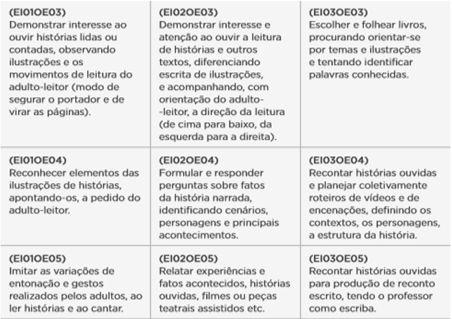 (EI01OE03)
Demonstrar interesse ao
ouvir histórias lidas ou
contadas, observando
ilustrações e os
movimentos de leitura do
adulto-leitor (modo de
segurar o portador e de
virar as páginas).
(EI02OE03)
Demonstrar interesse e
atenção ao ouvir a leitura
de histórias e outros
textos, diferenciando
escrita de ilustrações,
e acompanhando, com
orientação do adulto-
-leitor, a direção da leitura
(de cima para baixo, da
esquerda para a direita).
(EI03OE03)
Escolher e folhear livros,
procurando orientar-se
por temas e ilustrações
e tentando identificar
palavras conhecidas.
(EI01OE04)
Reconhecer elementos das
ilustrações de histórias,
apontando-os, a pedido do
adulto-leitor.
(EI02OE04)
Formular e responder
perguntas sobre fatos
da história narrada,
identificando cenários,
personagens e principais
acontecimentos.
(EI03OE04)
Recontar histórias ouvidas
e planejar coletivamente
roteiros de vídeos e de
encenações, definindo os
contextos, os personagens,
a estrutura da história.
(EI01OE05)
Imitar as variações de
entonação e gestos
realizados pelos adultos, ao
ler histórias e ao cantar.
(EI02OE05)
Relatar experiências e
fatos acontecidos, histórias
ouvidas, filmes ou peças
teatrais assistidos etc.
(EI03OE05)
Recontar histórias ouvidas
para produção de reconto
escrito, tendo o professor
como escriba.